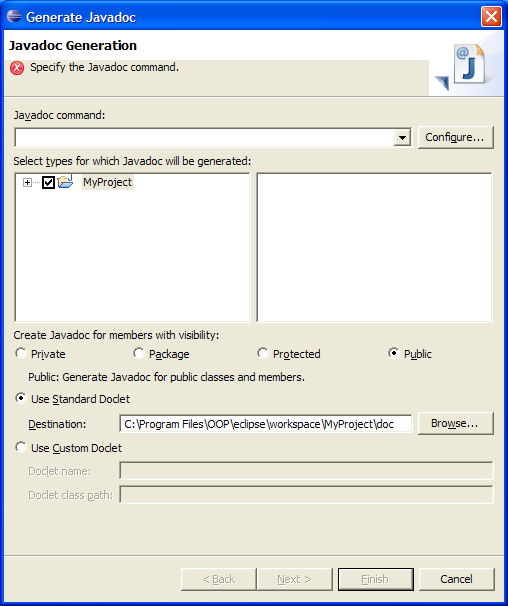 Generate Javadoc
Javadoc Generation
Specify the Javadoc command.
@
J
Javadoc command:
Configure...
Select types for which Javadoc will be generated:
MyProject
Create Javadoc for members with visibility:
Private Package Protected Public
Public: Generate Javadoc for public classes and members.
Use Standard Doclet
Destination: C:\Program Files\OOP\eclipse\workspace\MyProject\doc Browse...
Use Custom Doclet
Doclet name:
Doclet class path:
< Back Next > Finish Cancel